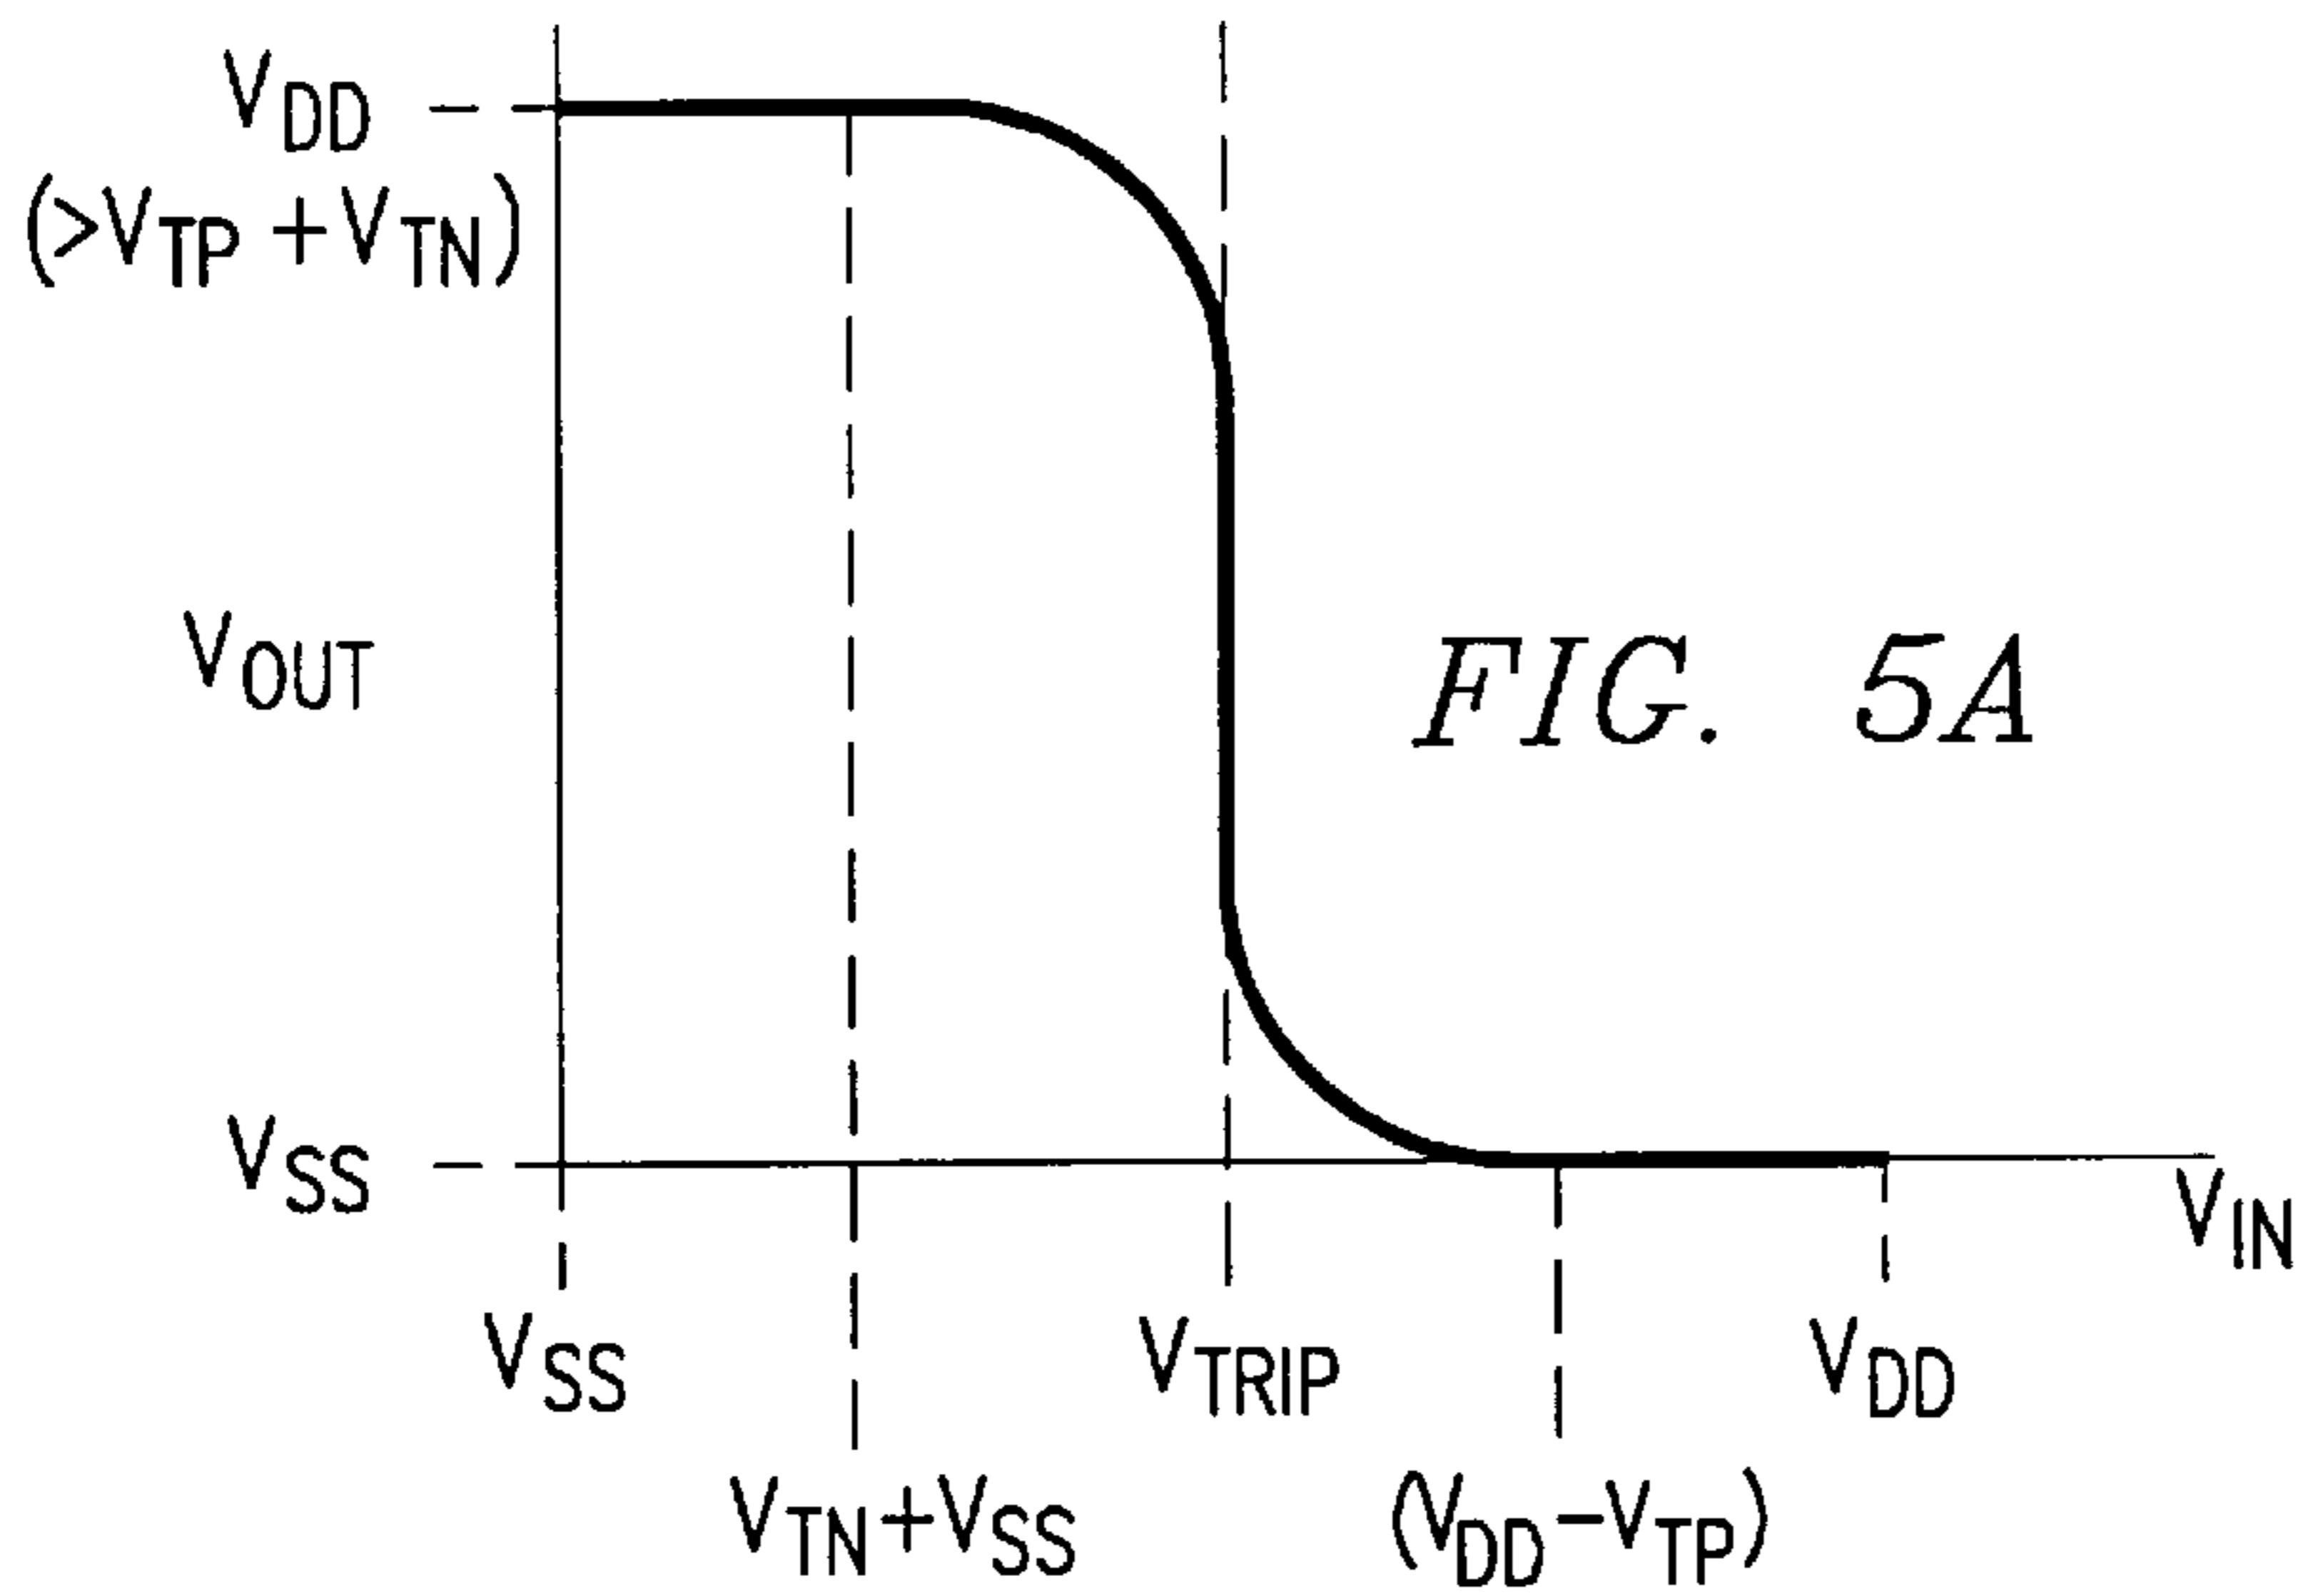 VDD
(>VTP+VTN)
VOUT
FIG. 5A
VSS
VIN
VSS
VTRIP
VDD
VTN+VSS
(VDD-VTP)